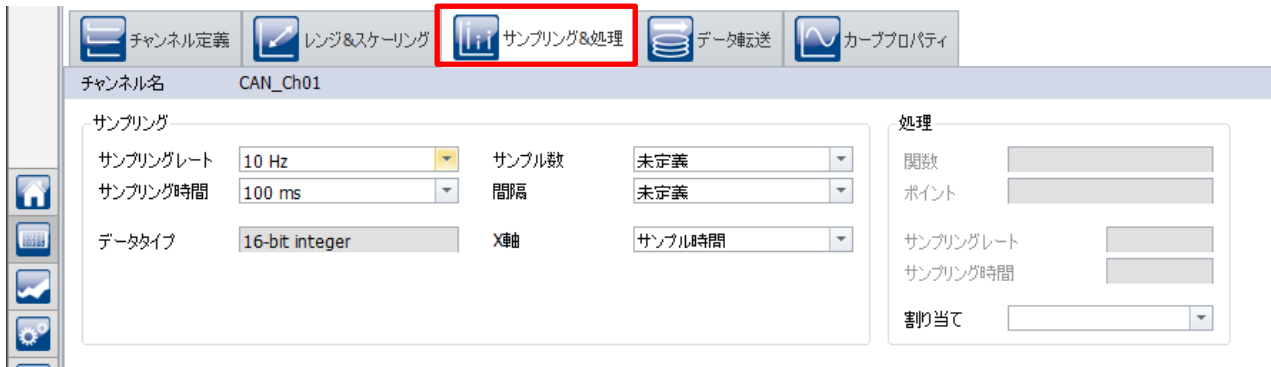 チャンネル定義 レンジ&スケーリング サンプリング&処理 データ転送 カーブプロパティ
チャンネル名 CAN_Ch01
サンプリング 処理
サンプリングレート 10 Hz サンプル数 未定義 関数
サンプリング時間 100 ms 間隔 未定義 ポイント
データタイプ 16-bit integer X軸 サンプル時間 サンプリングレート
サンプリング時間
割り当て